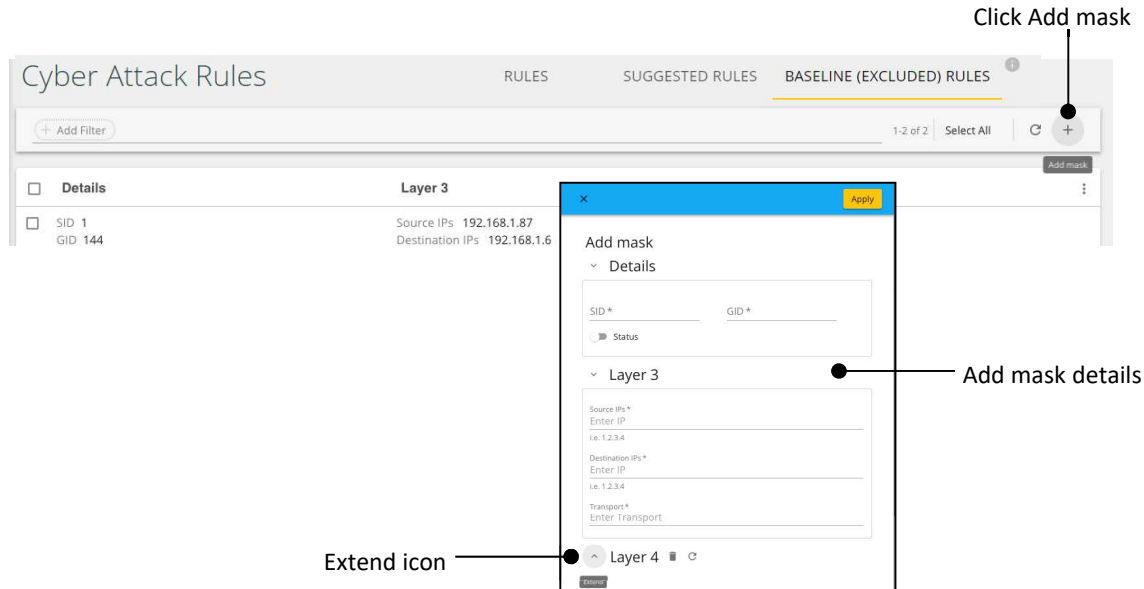 Click Add mask
Cyber Attack Rules RULES SUGGESTED RULES BASELINE (EXCLUDED) RULES i
+ Add Filter 1-2 of 2 Select All +
Add mask
Details Layer 3
SID 1 Source IPs 192.168.1.87
GID 144 Destination IPs 192.168.1.6
× Apply
Add mask
Details
SID * GID *
Status
Layer 3
Add mask details
Source IPs *
Enter IP
i.e. 1.2.3.4
Destination IPs *
Enter IP
i.e. 1.2.3.4
Transport *
Enter Transport
Extend icon
Layer 4
Extend